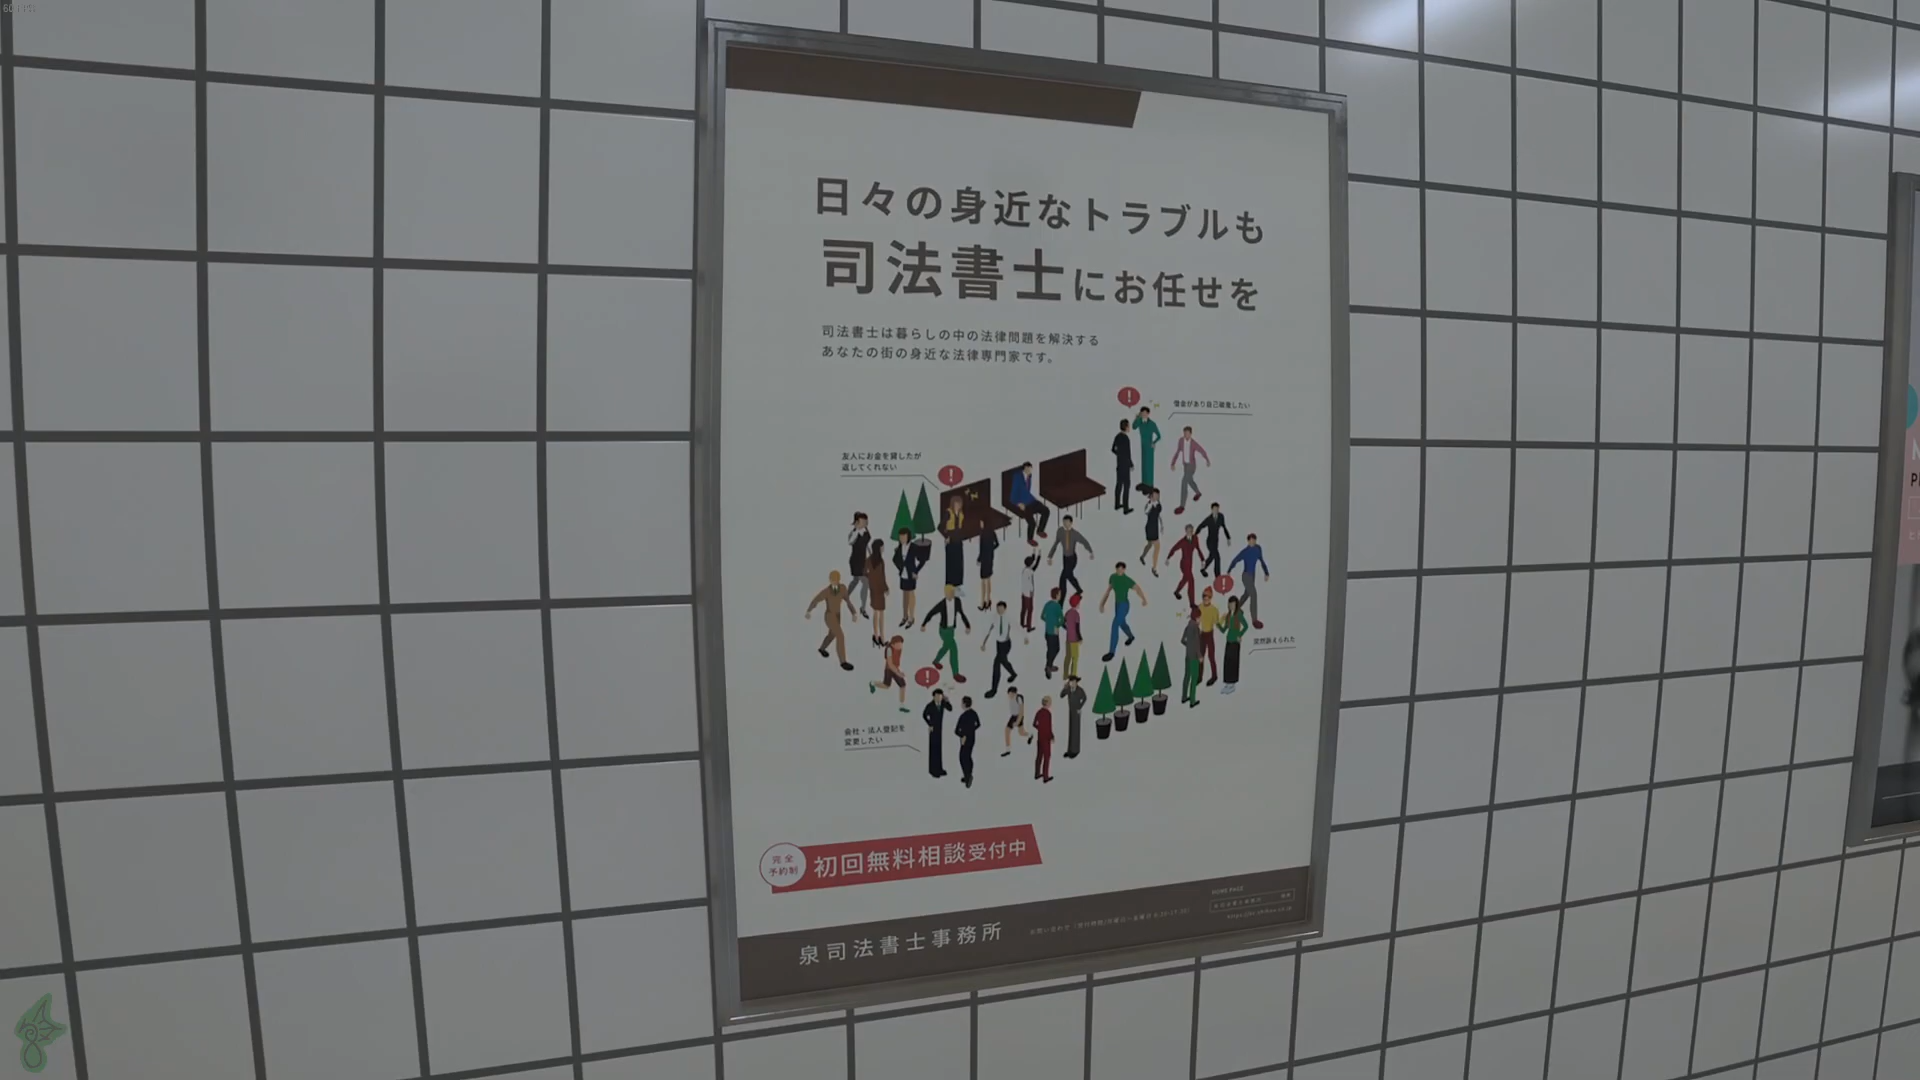 日々の身近なトラブルも
司法書士にお任せを
司法書士は暮らしの中の法律問題を解決する
あなたの街の身近な法律専門家です。
借金があり自己破産したい
友人にお金を貸したが
返してくれない
突然訴えられた
会社・法人登記を
変更したい
完全
予約制
初回無料相談受付中
泉司法書士事務所
HOME PAGE